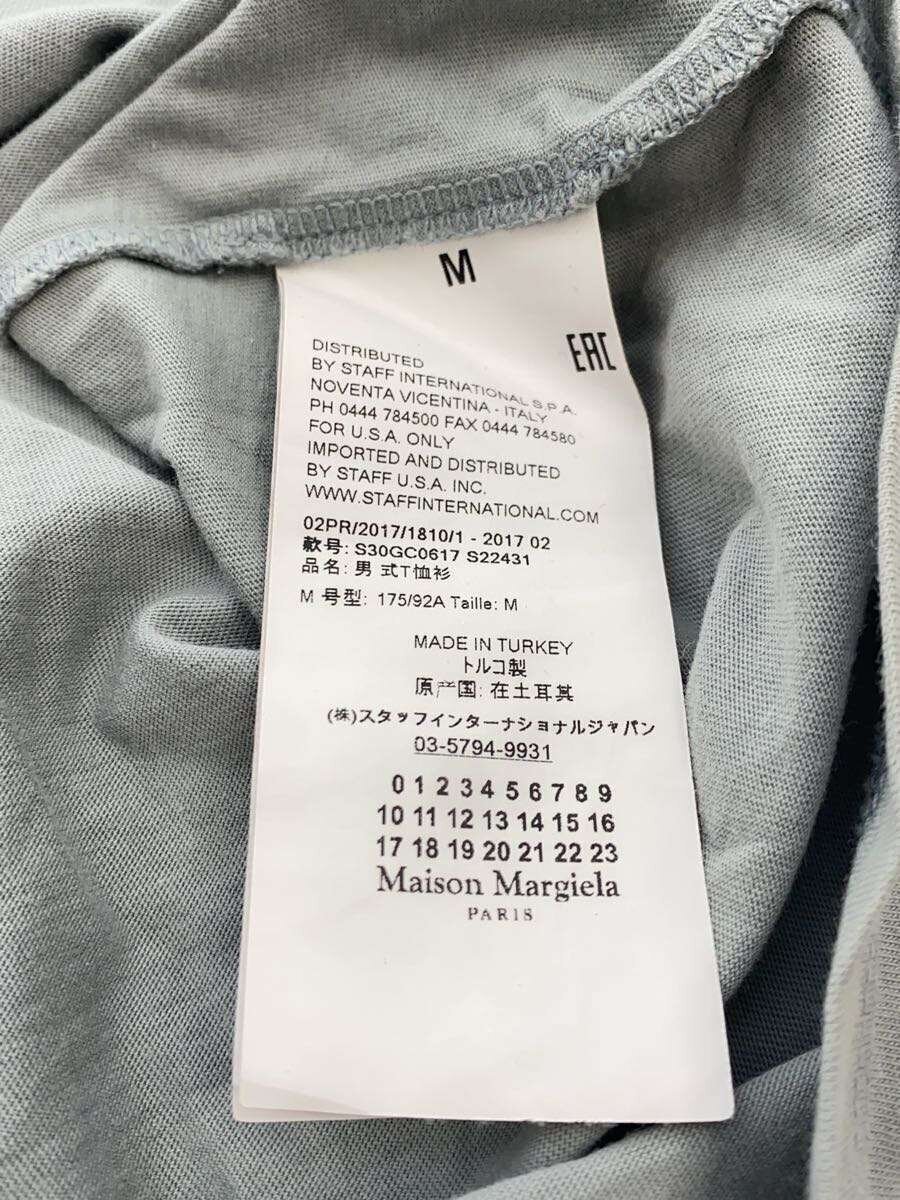 M
EAC
DISTRIBUTED
BY STAFF INTERNATIONAL S.P.A.
NOVENTA VICENTINA - ITALY
PH 0444 784500 FAX 0444 784580
FOR U.S.A. ONLY
IMPORTED AND DISTRIBUTED
BY STAFF U.S.A. INC.
WWW.STAFFINTERNATIONAL.COM
02PR/2017/1810/1 - 2017 02
款号: S30GC0617 S22431
品名: 男 式T恤衫
M 号型: 175/92A Taille: M
MADE IN TURKEY
トルコ製
原产国: 在土耳其
(株)スタッフインターナショナルジャパン
03-5794-9931
0 1 2 3 4 5 6 7 8 9
10 11 12 13 14 15 16
17 18 19 20 21 22 23
Maison Margiela
PARIS